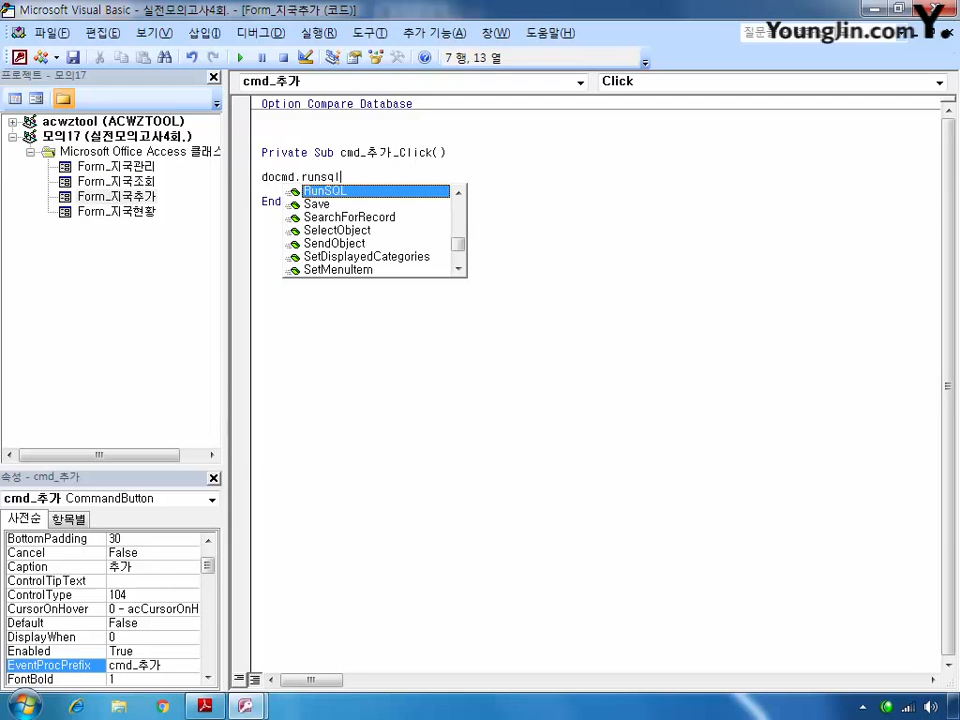 Microsoft Visual Basic - 실전모의고사4회 - [Form_지국추가 (코드)]
파일(F) 편집(E) 보기(V) 삽입(I) 디버그(D) 실행(R) 도구(T) 추가 기능(A) 창(W) 도움말(H)
Younglin.com Y.
7 행, 13 열
프로젝트 - 모의17
cmd_추가
Click
acwztool (ACWZTOOL)
모의17 (실전모의고사4회.)
Microsoft Office Access 클래스
Form_지국관리
Form_지국조회
Form_지국추가
Form_지국현황
Option Compare Database
Private Sub cmd_추가_Click()
docmd.runsql
End
RunSQL
Save
SearchForRecord
SelectObject
SendObject
SetDisplayedCategories
SetMenuItem
속성 - cmd_추가
cmd_추가 CommandButton
사전순 항목별
BottomPadding 30
Cancel False
Caption 추가
ControlTipText
ControlType 104
CursorOnHover 0 - acCursorOnH
Default False
DisplayWhen 0
Enabled True
EventProcPrefix cmd_추가
FontBold 1